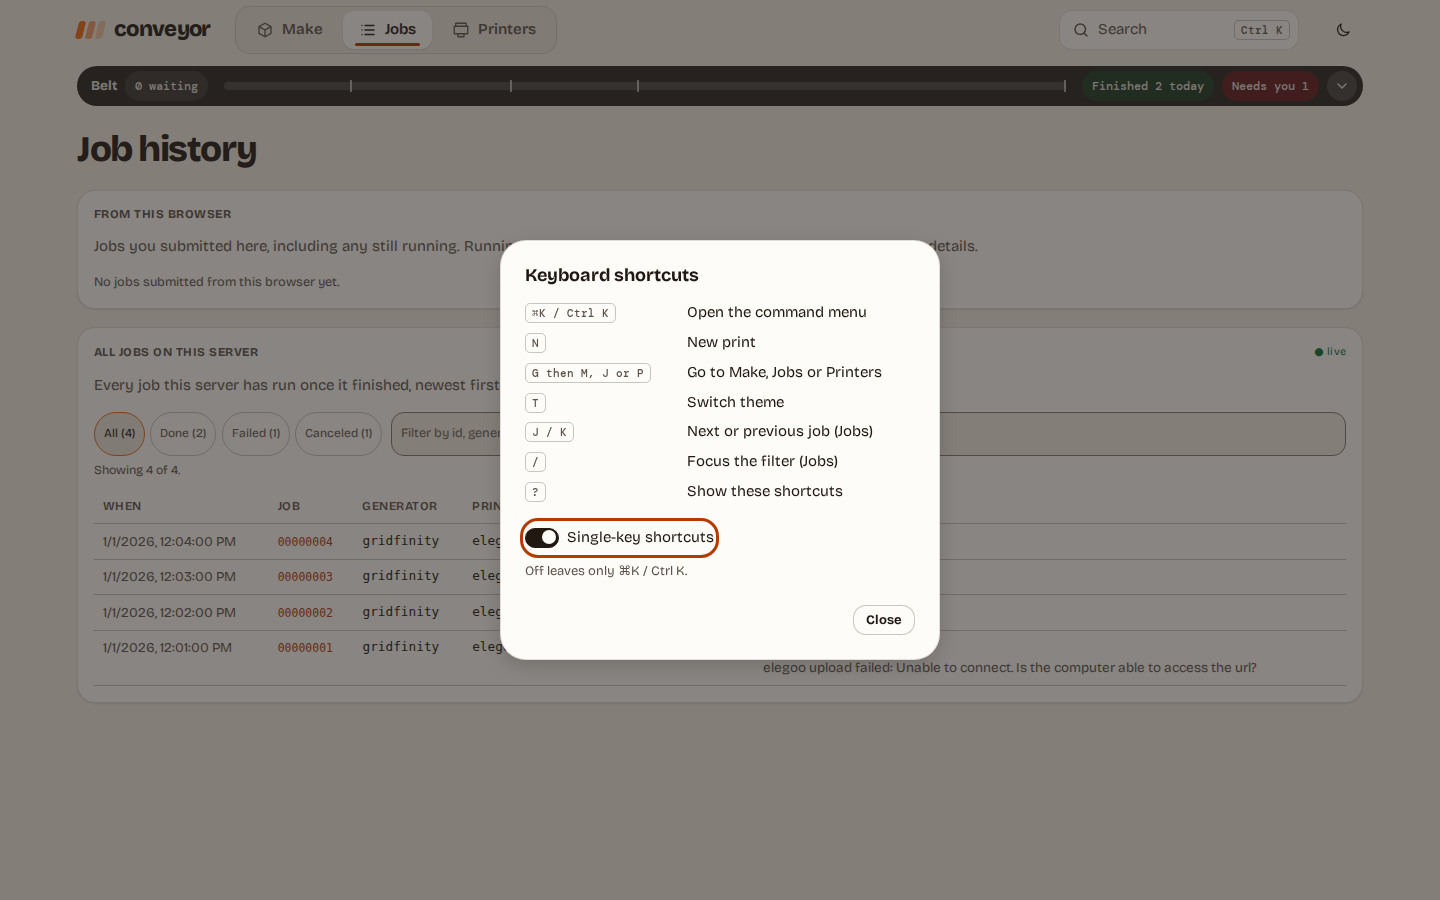 conveyor
Make
Jobs
Printers
Search
Ctrl K
Belt
0 waiting
Finished 2 today
Needs you 1
Job history
FROM THIS BROWSER
Jobs you submitted here, including any still running.
details.
No jobs submitted from this browser yet.
ALL JOBS ON THIS SERVER
live
Every job this server has run once it finished, newest first
All (4)
Done (2)
Failed (1)
Canceled (1)
Filter by id,
Showing 4 of 4.
WHEN
JOB
GENERATOR
1/1/2026, 12:04:00 PM
00000004
gridfinity
1/1/2026, 12:03:00 PM
00000003
gridfinity
1/1/2026, 12:02:00 PM
00000002
gridfinity
1/1/2026, 12:01:00 PM
00000001
gridfinity
elegoo upload failed: Unable to connect. Is the computer able to access the url?
Keyboard shortcuts
⌘K / Ctrl K
Open the command menu
N
New print
G then M, J or P
Go to Make, Jobs or Printers
T
Switch theme
J / K
Next or previous job (Jobs)
/
Focus the filter (Jobs)
?
Show these shortcuts
Single-key shortcuts
Off leaves only ⌘K / Ctrl K.
Close